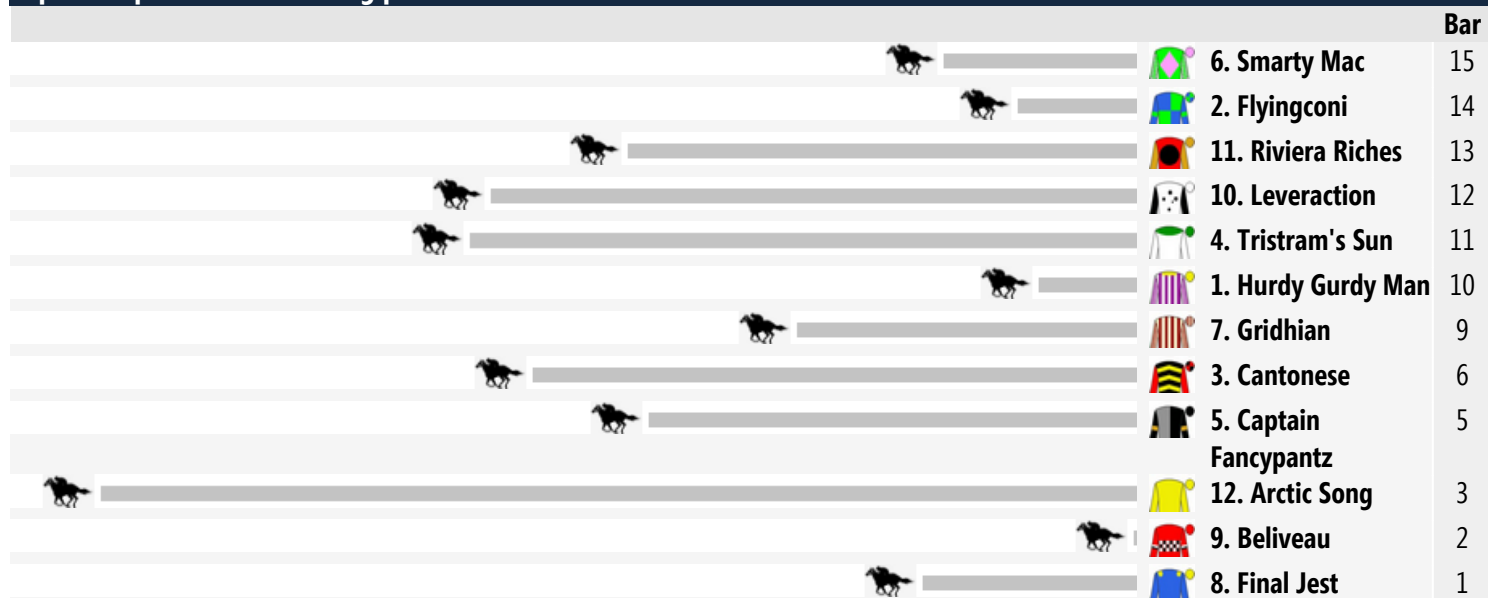 Bar
6. Smarty Mac 15
2. Flyingconi 14
11. Riviera Riches 13
10. Leveraction 12
4. Tristram's Sun 11
1. Hurdy Gurdy Man 10
7. Gridhian 9
3. Cantonese 6
5. Captain 5
Fancypantz
12. Arctic Song 3
9. Beliveau 2
8. Final Jest 1